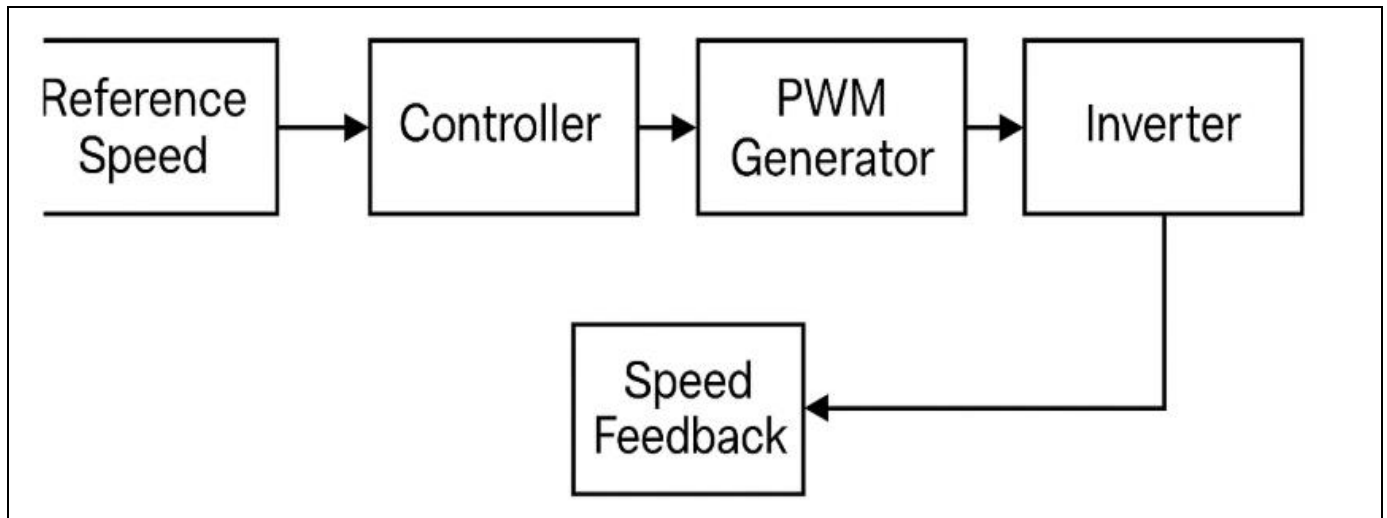 Reference
Speed
Controller
PWM
Generator
Inverter
Speed
Feedback